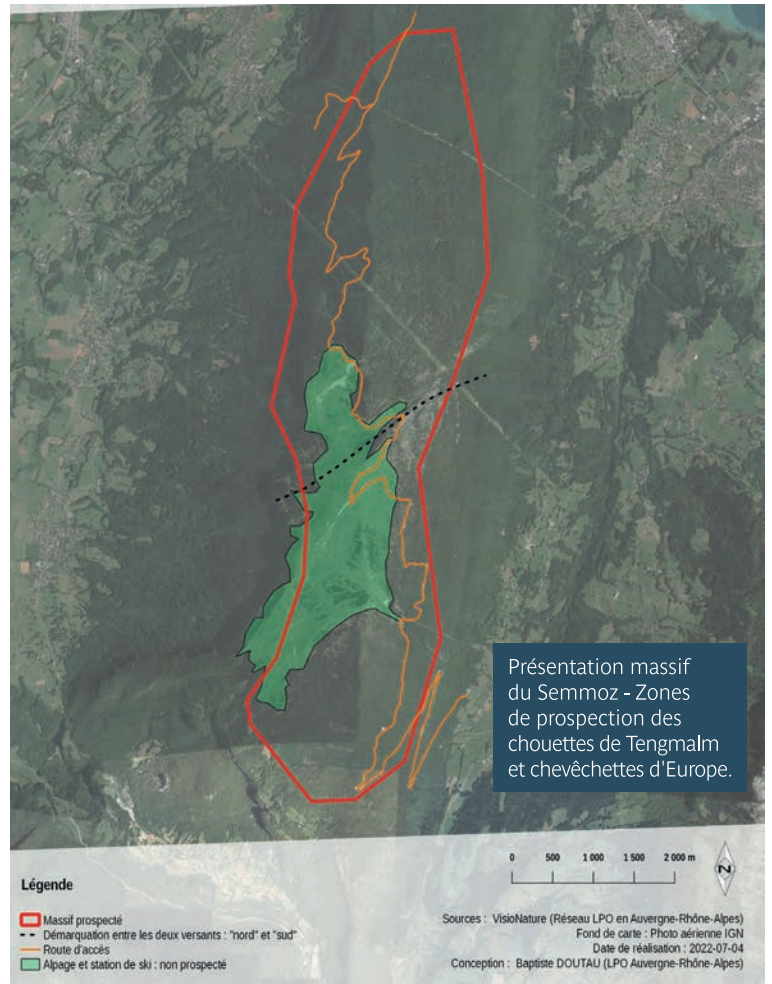 Présentation massif
du Semmoz - Zones
de prospection des
chouettes de Tengmalm
et chevêchettes d'Europe.
0 500 1 000 1 500 2 000 m
N
Légende
Massif prospecté
Démarquation entre les deux versants : "nord" et "sud"
Route d'accès
Alpage et station de ski : non prospecté
Sources : VisioNature (Réseau LPO en Auvergne-Rhône-Alpes)
Fond de carte : Photo aérienne IGN
Date de réalisation : 2022-07-04
Conception : Baptiste DOUTAU (LPO Auvergne-Rhône-Alpes)